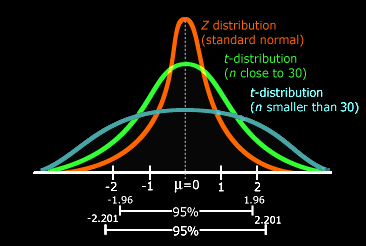 Z distribution
(standard normal)
t-distribution
(n close to 30)
t-distribution
(n smaller than 30)
-2 -1 μ=0 1 2
-1.96 1.96
95%
-2.201 2.201
95%